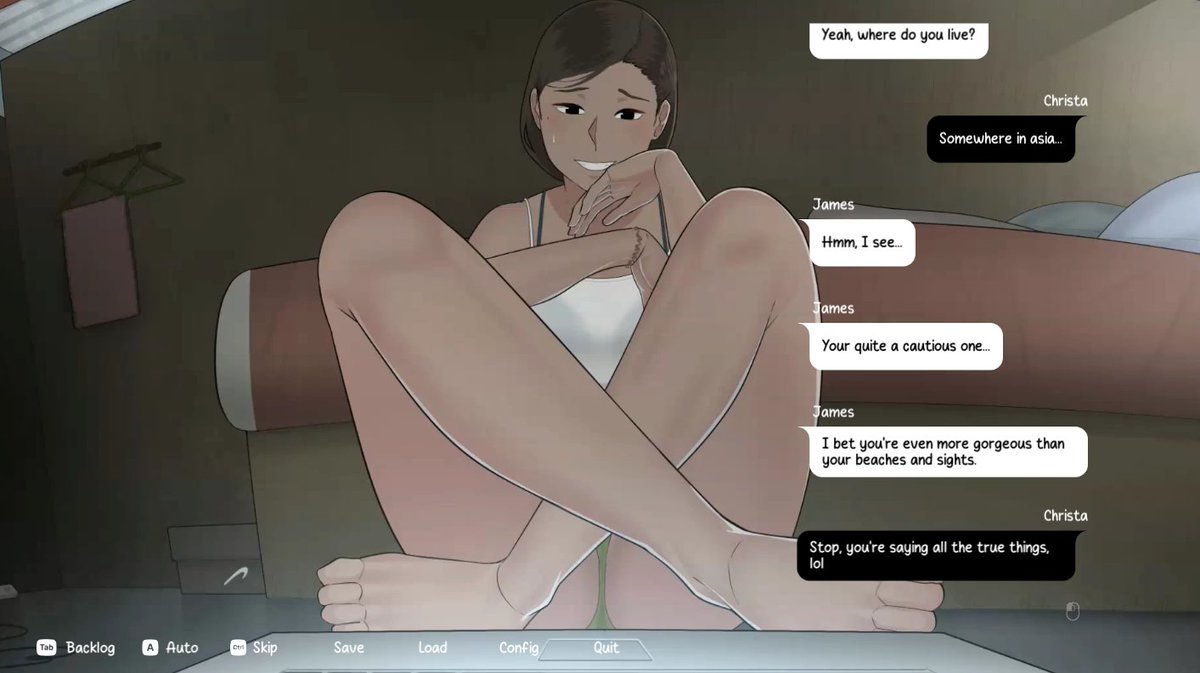 Yeah, where do you live?
Christa
Somewhere in asia...
James
Hmm, I see...
James
Your quite a cautious one...
James
I bet you're even more gorgeous than
your beaches and sights.
Christa
Stop, you're saying all the true things,
lol
Tab Backlog A Auto Ctrl Skip Save Load Config Quit